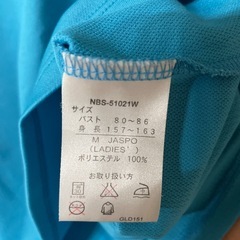 NBS-51021W
サイズ
バスト 80~86
身長 157~163
M JASPO
(LADIES')
ポリエステル 100%
お取り扱い方
GLD181